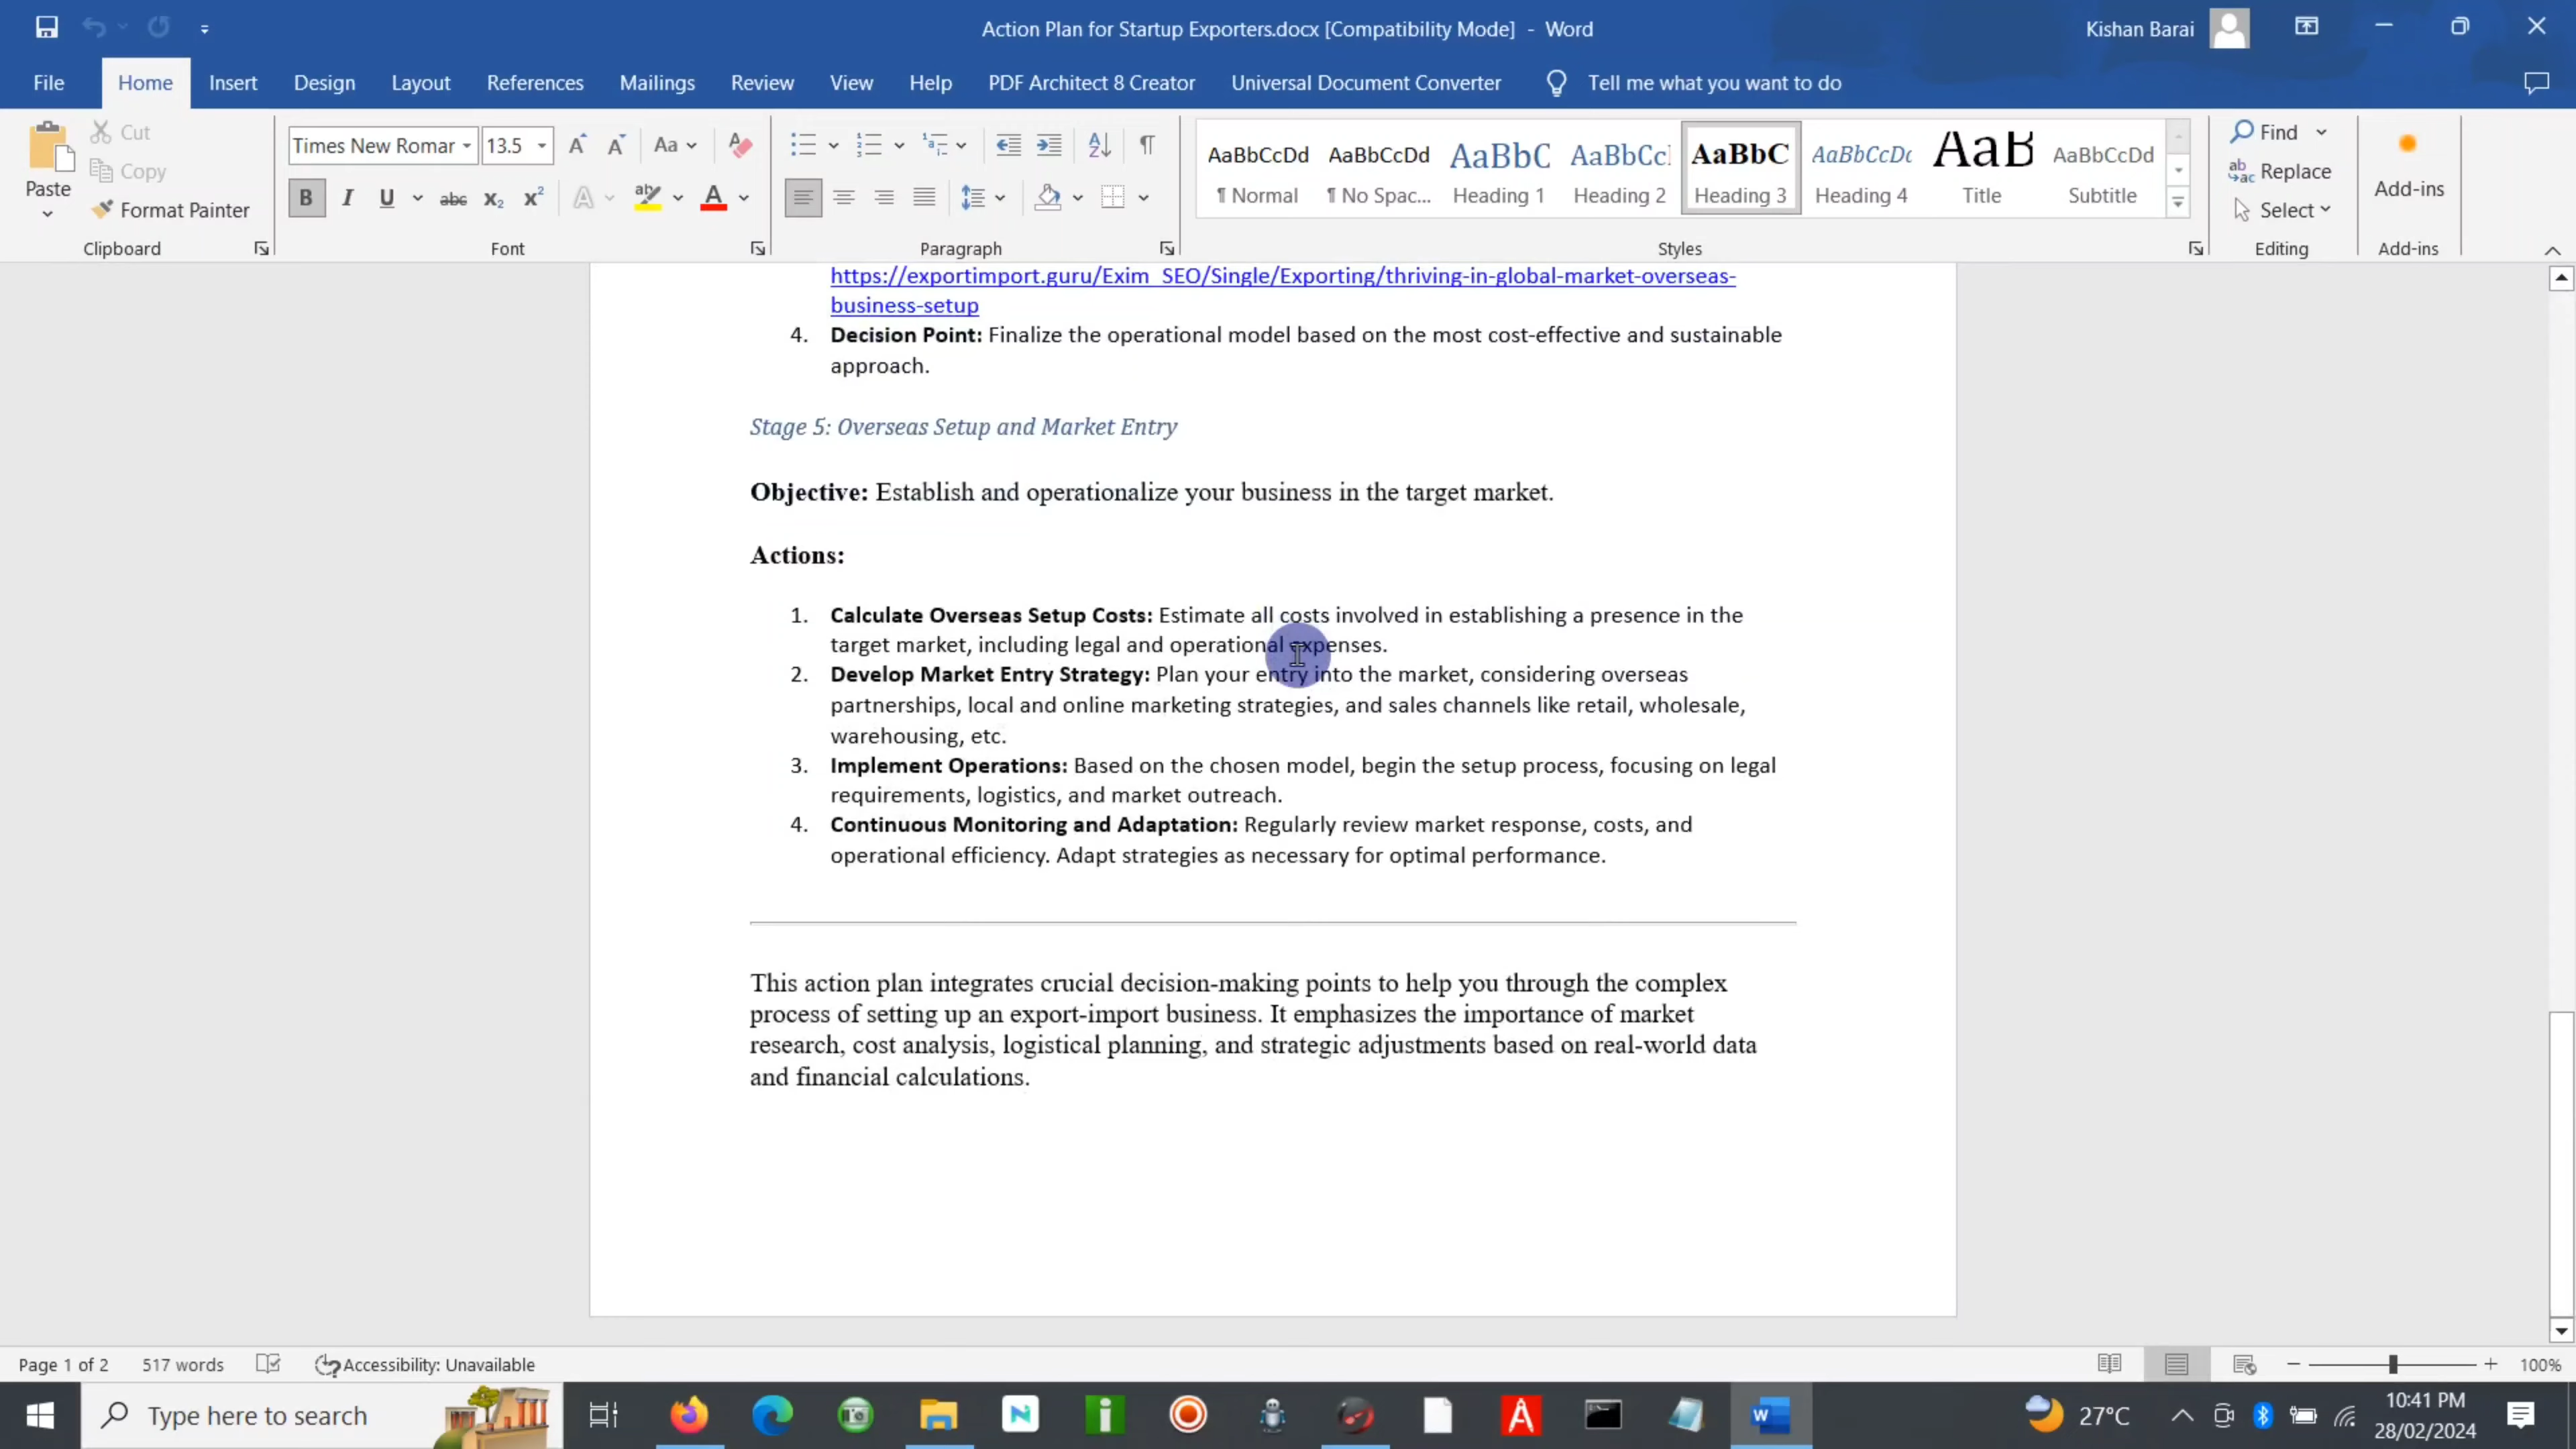 Action Plan for Startup Exporters.docx [Compatibility Mode] - Word
Kishan Barai
File
Home
Insert
Design
Layout
References
Mailings
Review
View
Help
PDF Architect 8 Creator
Universal Document Converter
Tell me what you want to do
Paste
Cut
Copy
Format Painter
Clipboard
Times New Romar
13.5
Font
Paragraph
AaBbCcDd
¶ Normal
AaBbCcDd
¶ No Spac...
AaBbC
Heading 1
AaBbCc
Heading 2
AaBbC
Heading 3
AaBbCcDc
Heading 4
AaB
Title
AaBbCcDd
Subtitle
Styles
Find
Replace
Select
Editing
Add-ins
Add-ins
https://exportimport.guru/Exim_SEO/Single/Exporting/thriving-in-global-market-overseas-
business-setup
4. Decision Point: Finalize the operational model based on the most cost-effective and sustainable
approach.
Stage 5: Overseas Setup and Market Entry
Objective: Establish and operationalize your business in the target market.
Actions:
1. Calculate Overseas Setup Costs: Estimate all costs involved in establishing a presence in the
target market, including legal and operational expenses.
2. Develop Market Entry Strategy: Plan your entry into the market, considering overseas
partnerships, local and online marketing strategies, and sales channels like retail, wholesale,
warehousing, etc.
3. Implement Operations: Based on the chosen model, begin the setup process, focusing on legal
requirements, logistics, and market outreach.
4. Continuous Monitoring and Adaptation: Regularly review market response, costs, and
operational efficiency. Adapt strategies as necessary for optimal performance.
This action plan integrates crucial decision-making points to help you through the complex
process of setting up an export-import business. It emphasizes the importance of market
research, cost analysis, logistical planning, and strategic adjustments based on real-world data
and financial calculations.
Page 1 of 2
517 words
Accessibility: Unavailable
100%
Type here to search
27°C
10:41 PM
28/02/2024